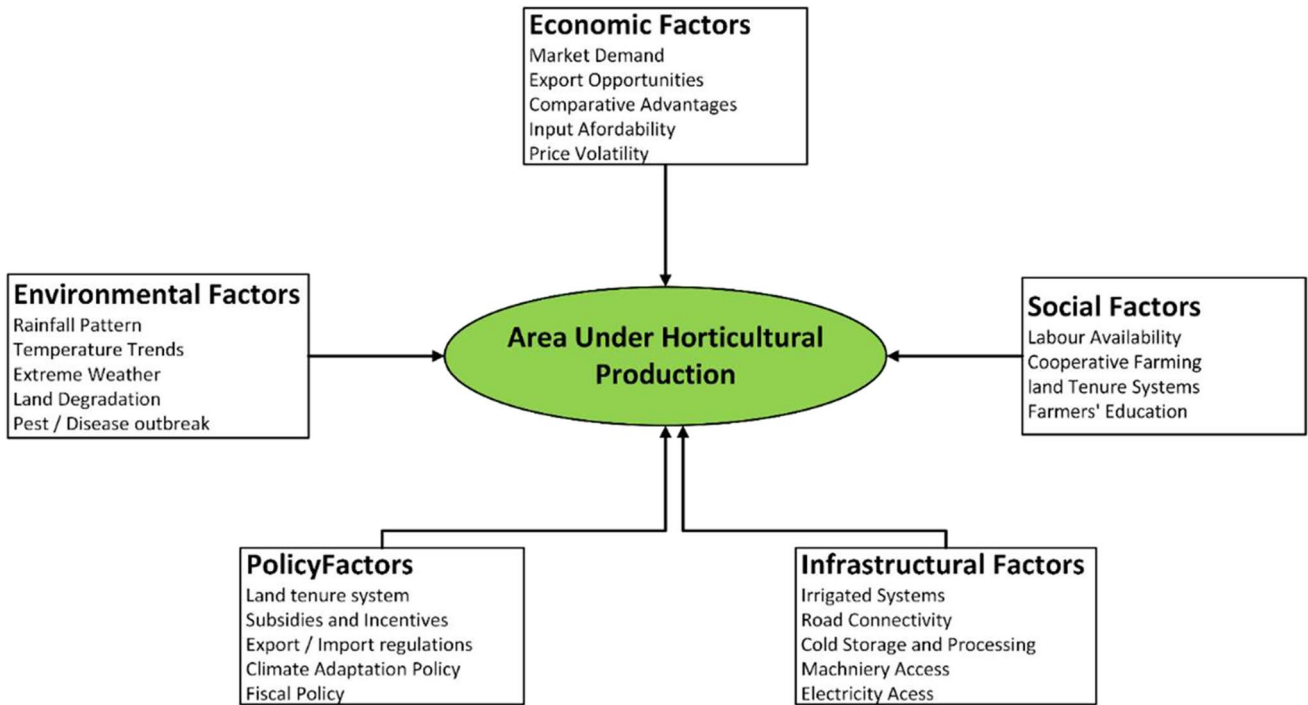 Economic Factors
Market Demand
Export Opportunities
Comparative Advantages
Input Afordability
Price Volatility
Environmental Factors
Rainfall Pattern
Temperature Trends
Extreme Weather
Land Degradation
Pest / Disease outbreak
Area Under Horticultural
Production
Social Factors
Labour Availability
Cooperative Farming
land Tenure Systems
Farmers' Education
PolicyFactors
Land tenure system
Subsidies and Incentives
Export / Import regulations
Climate Adaptation Policy
Fiscal Policy
Infrastructural Factors
Irrigated Systems
Road Connectivity
Cold Storage and Processing
Machniery Access
Electricity Acess